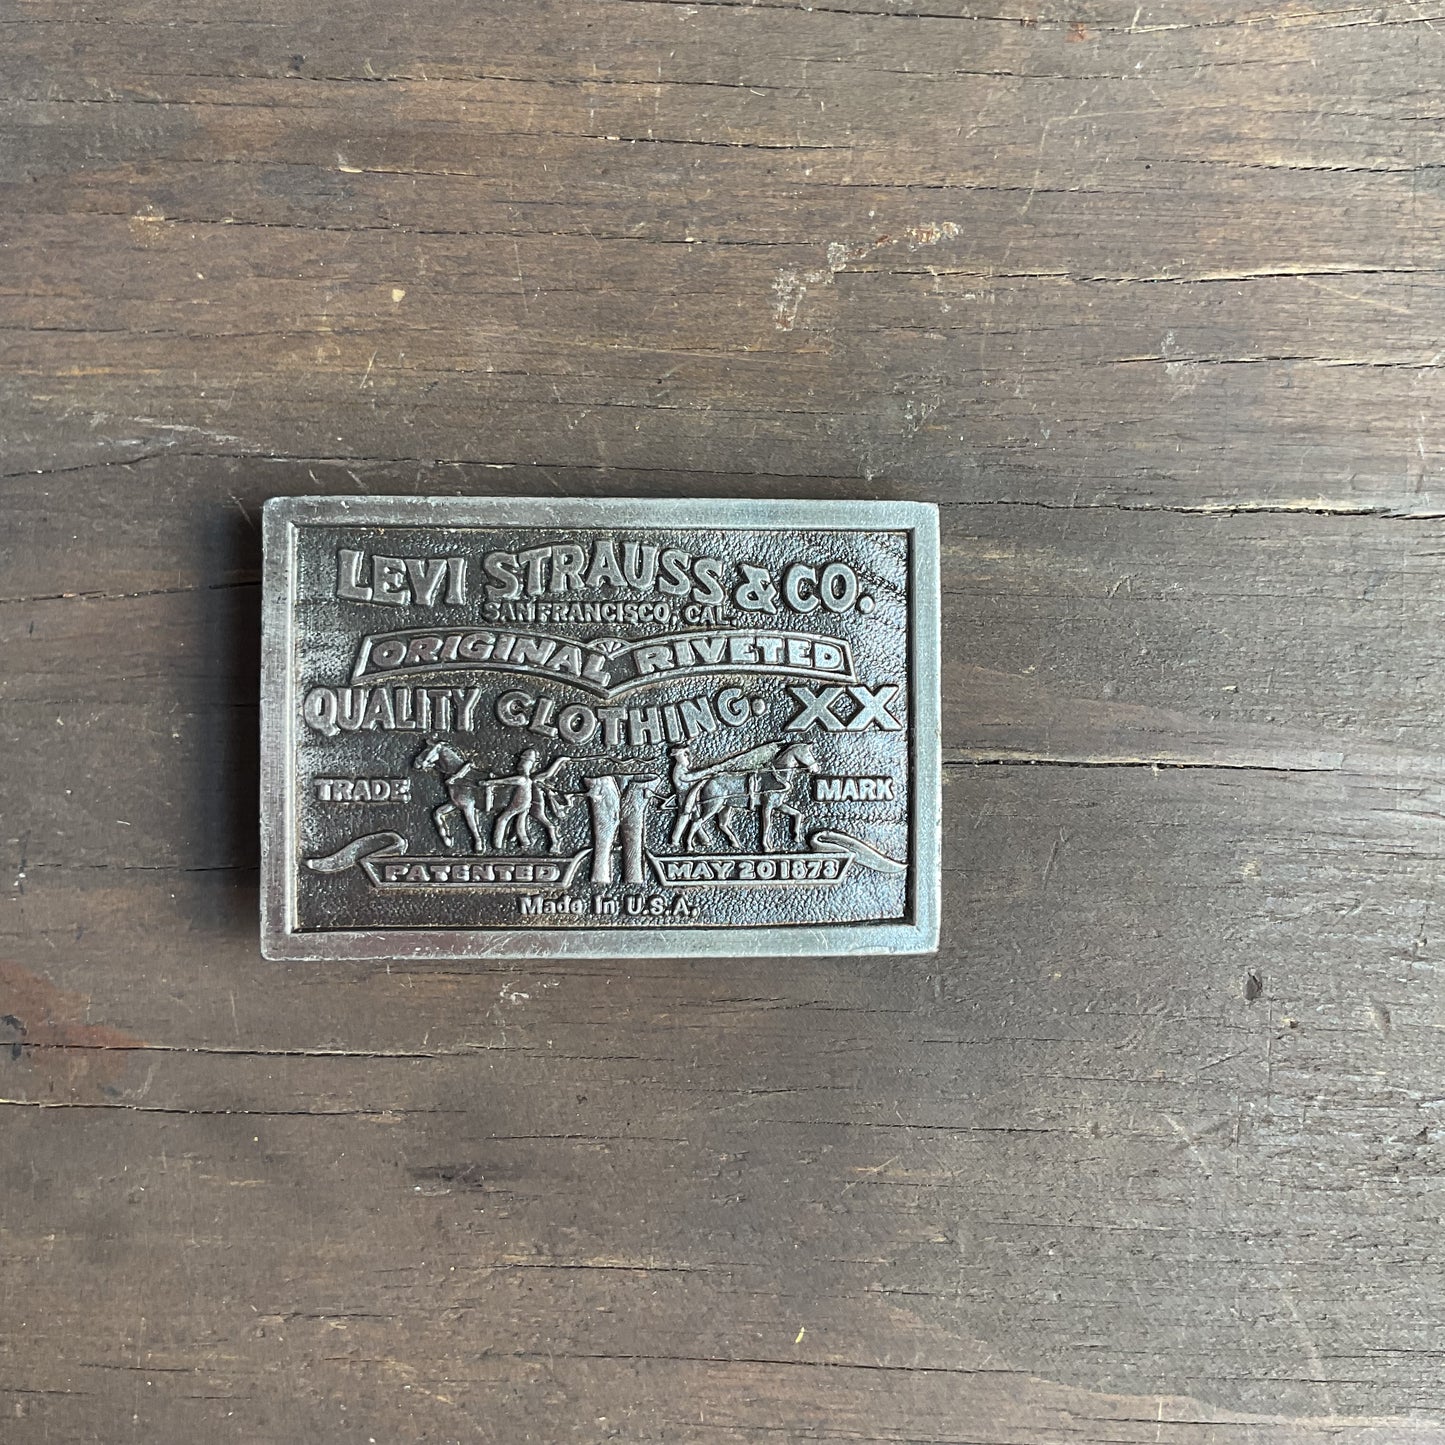 LEVI STRAUSS & CO.
SAN FRANCISCO, CAL.
ORIGINAL RIVETED
QUALITY CLOTHING. XX
TRADE MARK
PATENTED MAY 20 1873
Made In U.S.A.